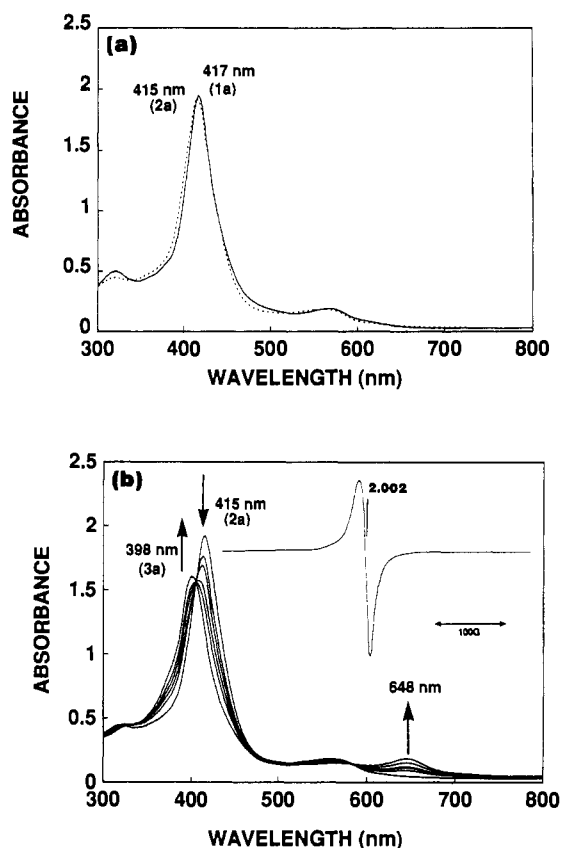 2.5
(a)
417 nm
415 nm
(1a)
(2a)
2
1.5
1
0.5
0
ABSORBANCE
300 400 500 600 700 800
WAVELENGTH (nm)
2.5
(b)
415 nm
(2a)
2.002
398 nm
(3a)
100G
648 nm
2
1.5
1
0.5
0
ABSORBANCE
300 400 500 600 700 800
WAVELENGTH (nm)